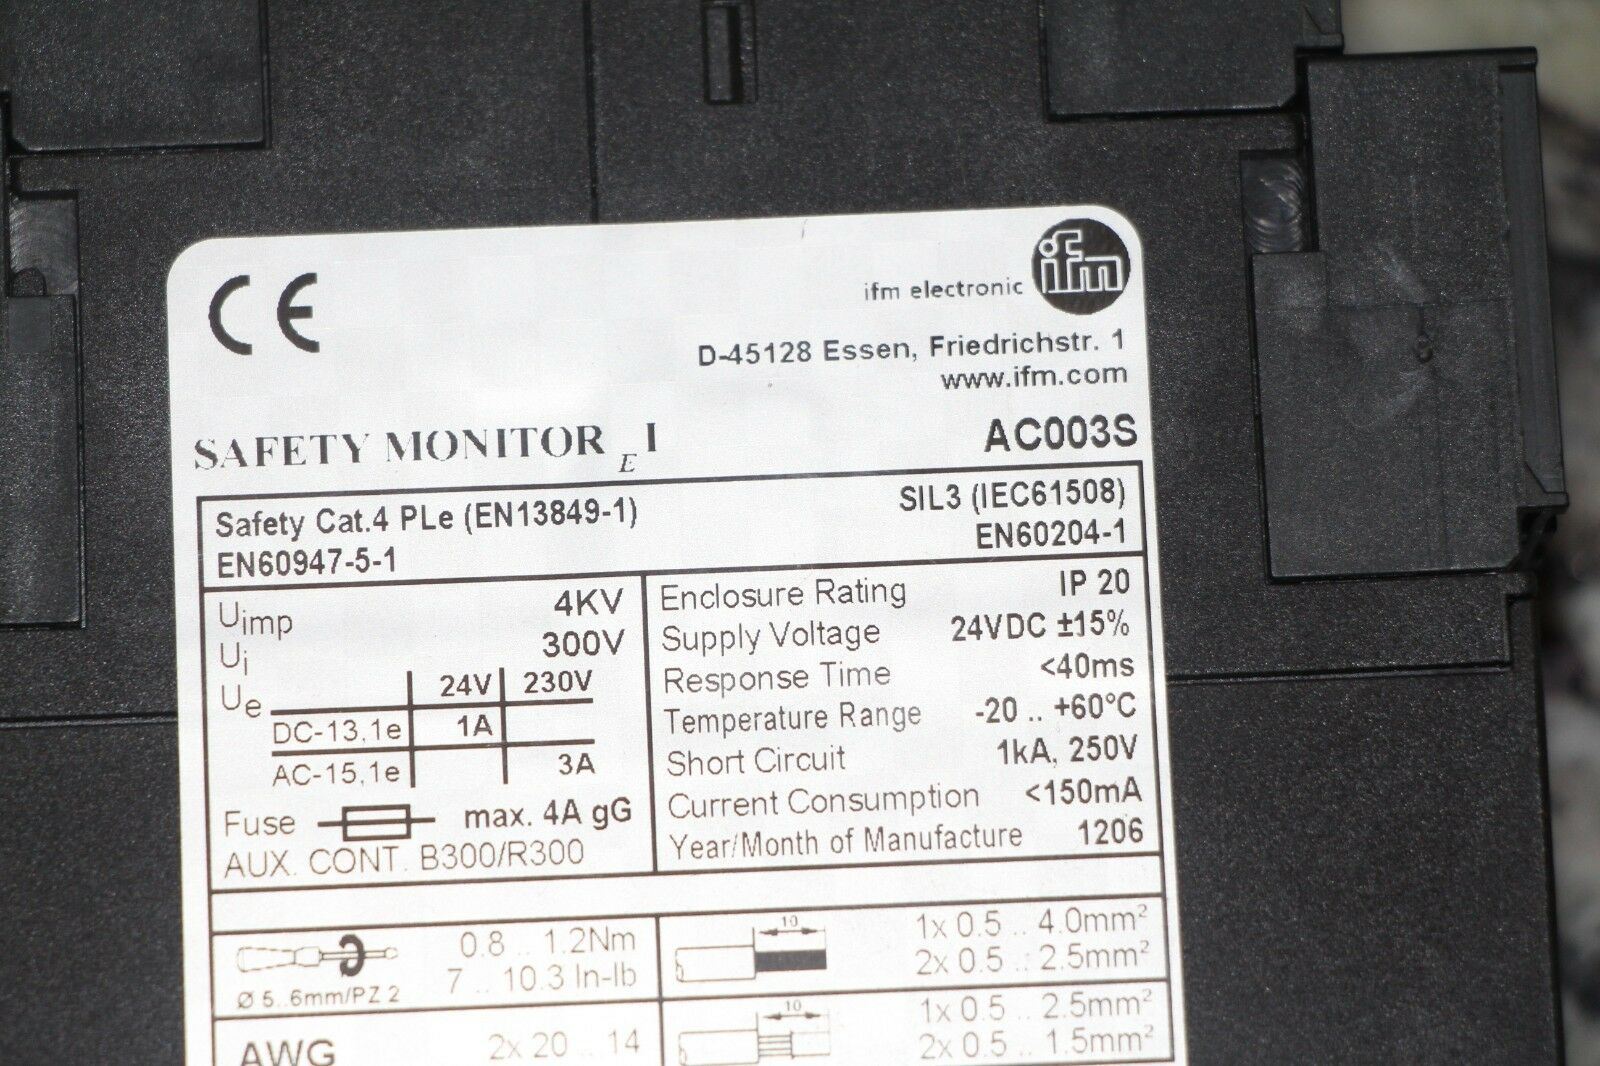 CE
ifm electronic
ifm
D-45128 Essen, Friedrichstr. 1
www.ifm.com
SAFETY MONITOR E I
AC003S
Safety Cat.4 PLe (EN13849-1)
SIL3 (IEC61508)
EN60947-5-1
EN60204-1
Uimp 4KV
Ui 300V
Ue 24V 230V
DC-13,1e 1A
AC-15,1e 3A
Fuse max. 4A gG
AUX. CONT. B300/R300
Enclosure Rating IP 20
Supply Voltage 24VDC ±15%
Response Time <40ms
Temperature Range -20 .. +60°C
Short Circuit 1kA, 250V
Current Consumption <150mA
Year/Month of Manufacture 1206
0.8 .. 1.2Nm
7 .. 10.3 In-lb
Ø 5..6mm/PZ 2
10
1x 0.5 .. 4.0mm²
2x 0.5 .. 2.5mm²
AWG 2x 20 .. 14
10
1x 0.5 .. 2.5mm²
2x 0.5 .. 1.5mm²